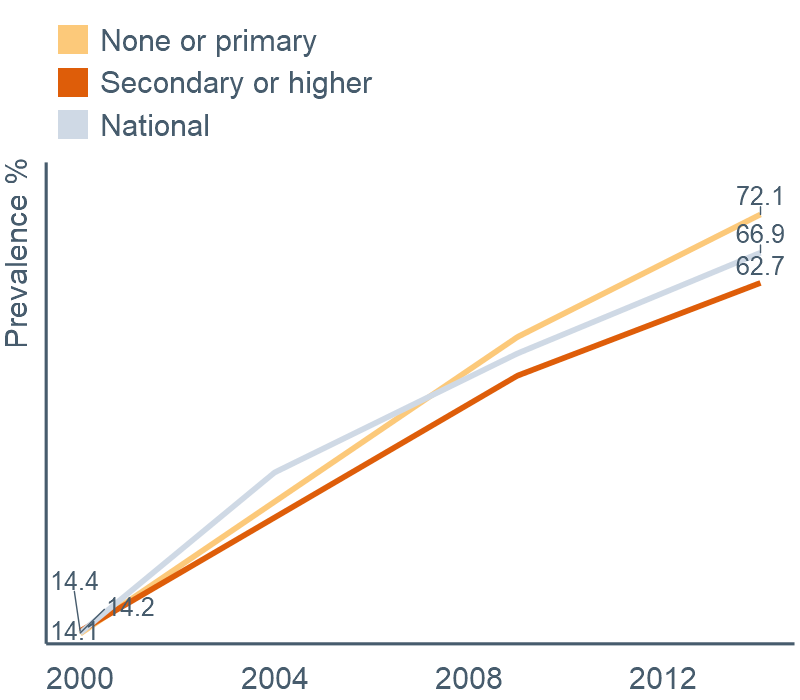 None or primary
Secondary or higher
National
Prevalence %
72.1
66.9
62.7
14.4
14.2
14.1
2000 2004 2008 2012